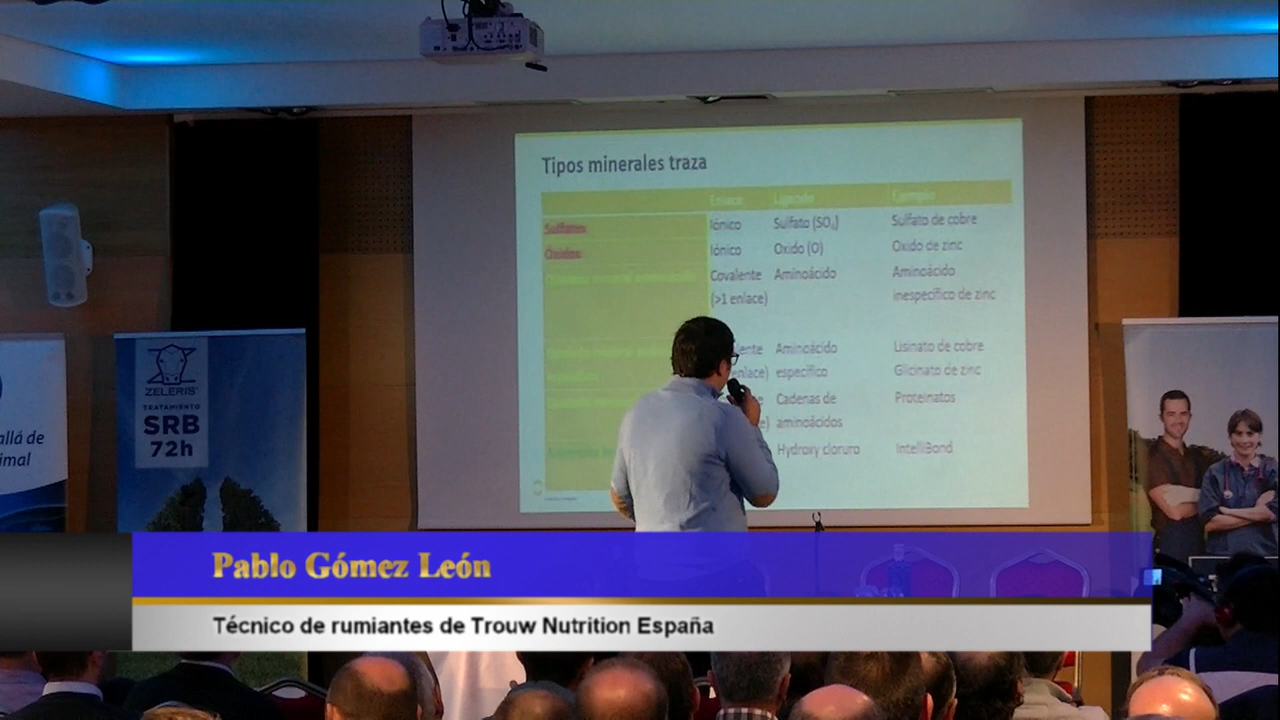 Tipos minerales traza
Enlace Ligando Ejemplo
Sulfatos Iónico Sulfato (SO4) Sulfato de cobre
Oxidos Iónico Oxido (O) Oxido de zinc
Covalente Aminoácido Aminoácido
(>1 enlace) inespecífico de zinc
Aminoácido Lisinato de cobre
específico Glicinato de zinc
Cadenas de Proteinatos
aminoácidos
Hydroxy cloruro IntelliBond
ZELERIS
TRATAMIENTO
SRB
72h
allá de
imal
Pablo Gómez León
Técnico de rumiantes de Trouw Nutrition España